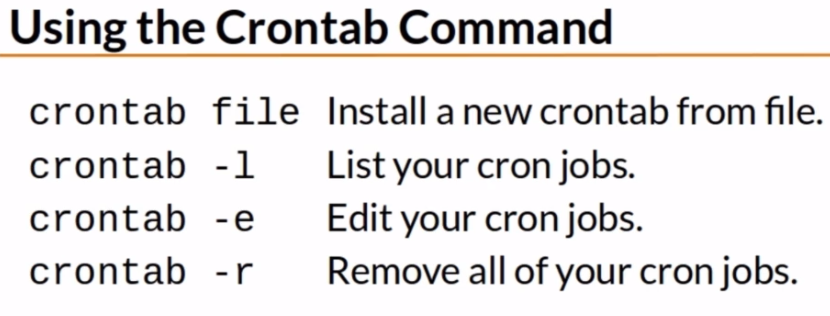 Using the Crontab Command
crontab file Install a new crontab from file.
crontab -l List your cron jobs.
crontab -e Edit your cron jobs.
crontab -r Remove all of your cron jobs.